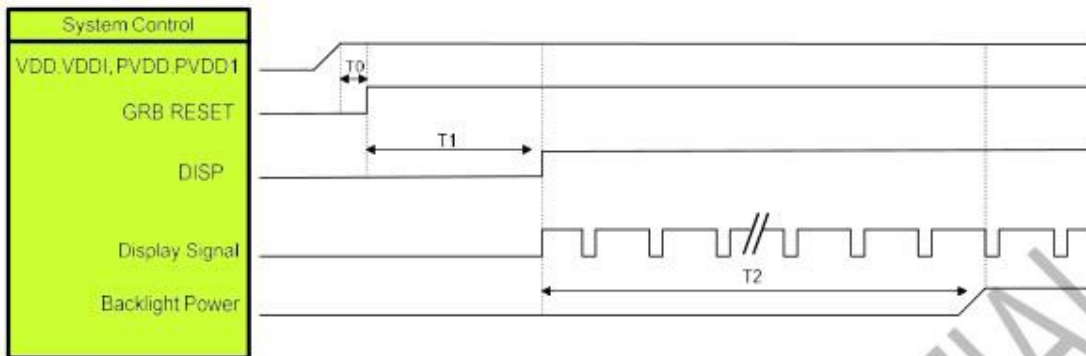 System Control
VDD.VDDI, PVDD.PVDD1
T0
GRB RESET
T1
DISP
Display Signal
T2
Backlight Power